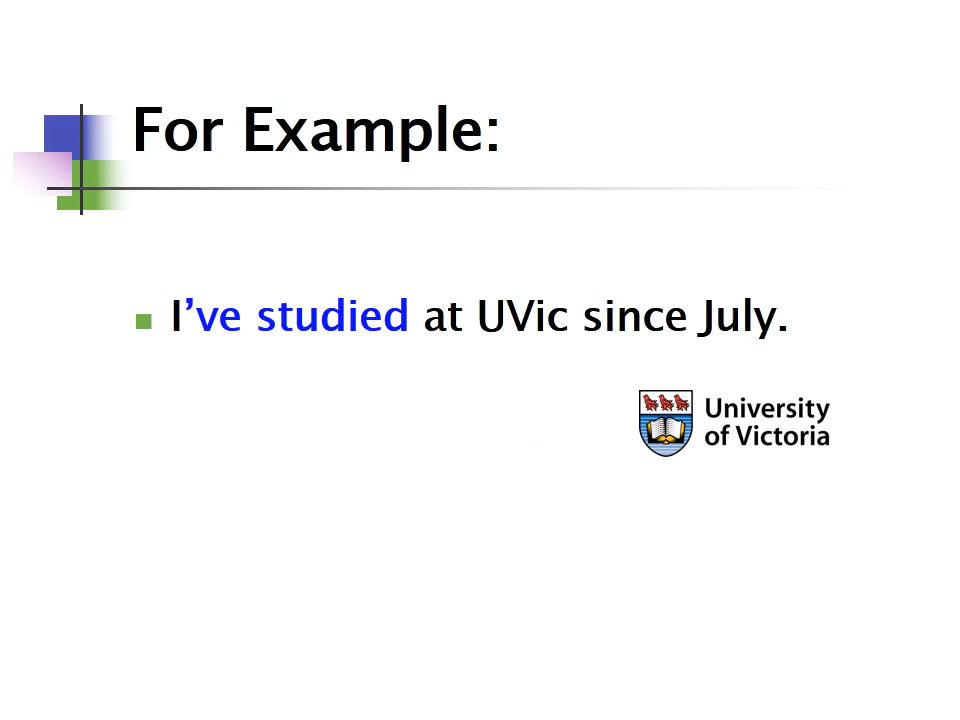 For Example:
I’ve studied at UVic since July.
University
of Victoria